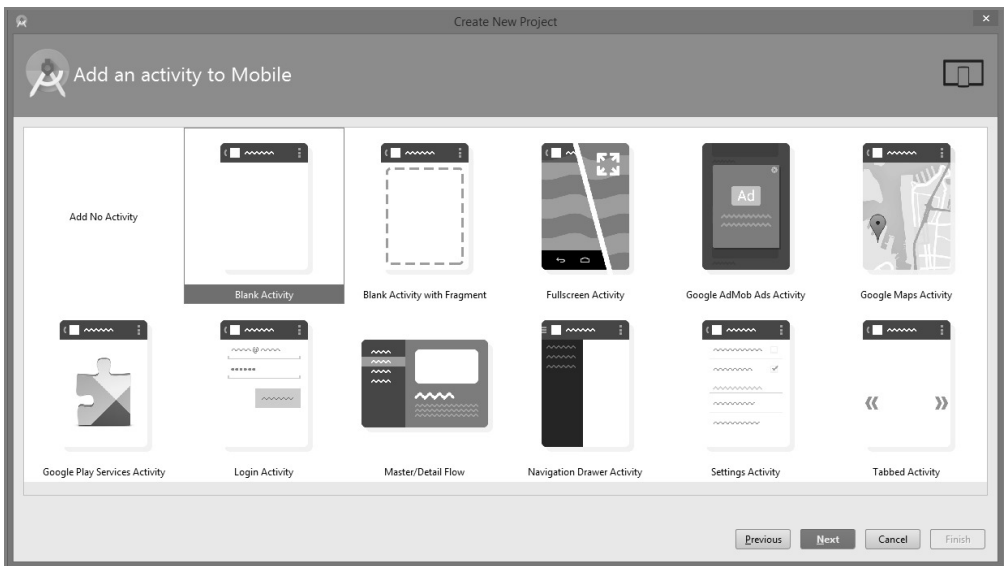 Create New Project
Add an activity to Mobile
Ad
Add No Activity
Blank Activity
Blank Activity with Fragment
Fullscreen Activity
Google AdMob Ads Activity
Google Maps Activity
Google Play Services Activity
Login Activity
Master/Detail Flow
Navigation Drawer Activity
Settings Activity
Tabbed Activity
Previous
Next
Cancel
Finish